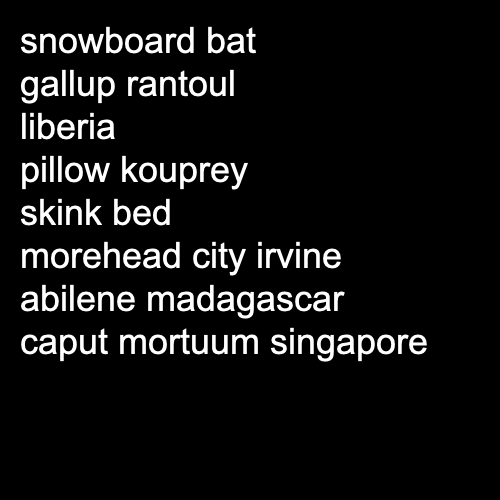 snowboard bat
gallup rantoul
liberia
pillow kouprey
skink bed
morehead city irvine
abilene madagascar
caput mortuum singapore